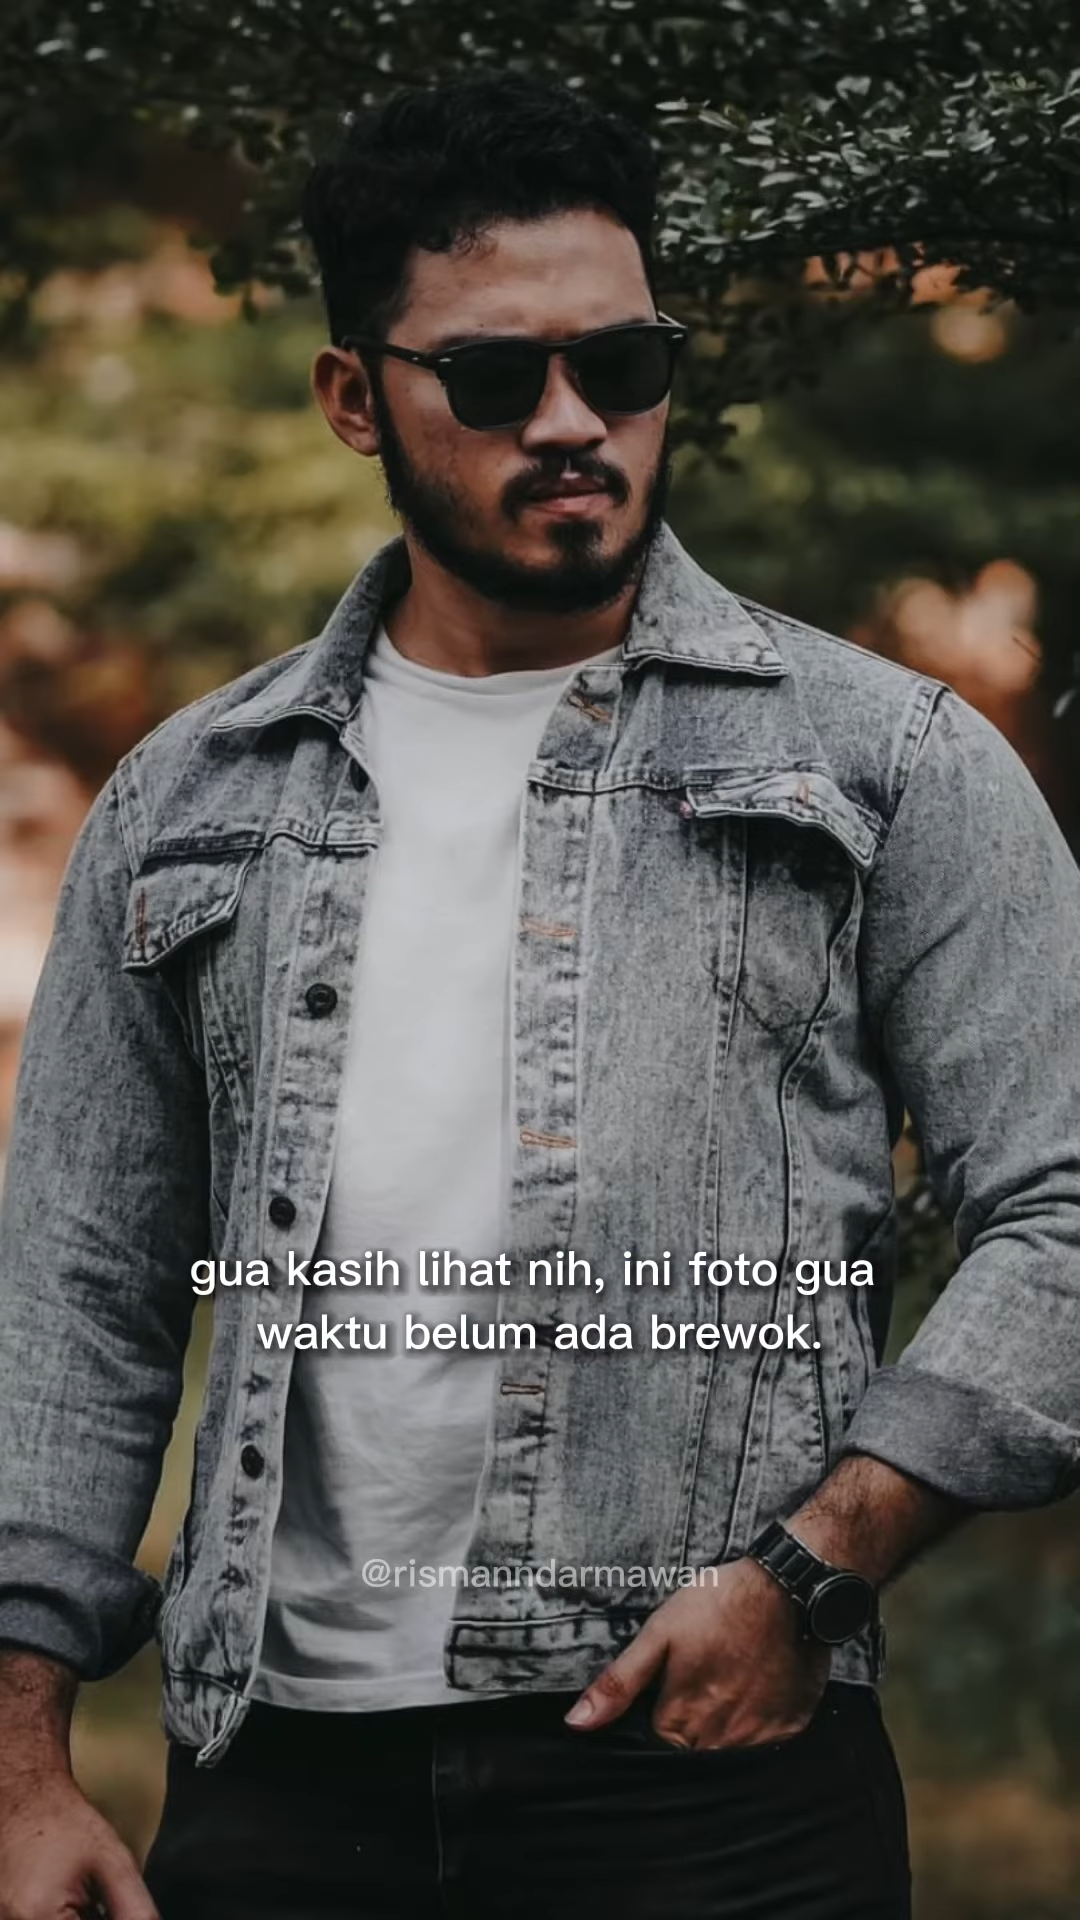 gua kasih lihat nih, ini foto gua
waktu belum ada brewok.
@rismanndarmawan